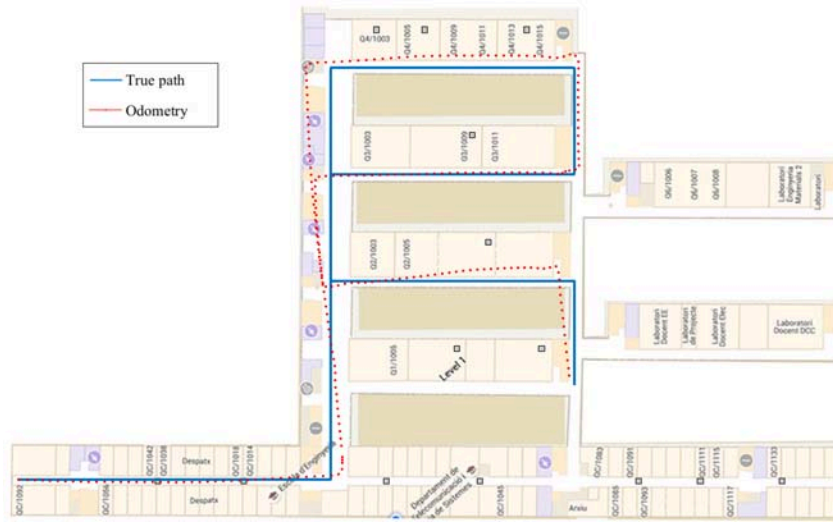 True path
Odometry
Q4/1003
Q4/1005
Q4/1009
Q4/1011
Q4/1013
Q4/1015
Q3/1003
Q3/1009
Q3/1011
Q6/1006
Q6/1007
Q6/1008
Laboratori
Enginyeria
Materials 2
Laboratori
Q2/1003
Q2/1005
Laboratori
Docent EE
Laboratori
de Projecte
Laboratori
Docent Elec
Laboratori
Docent DCC
Q1/1005
Level 1
QC/1092
QC/1056
QC/1042
QC/1038
Despatx
QC/1018
QC/1014
Despatx
Escola d'Enginyeria
Departament de
Telecomunicació i
de Sistemes
QC/1045
QC/1083
QC/1091
Arxiu
QC/1085
QC/1093
QC/1111
QC/1115
QC/1117
QC/1133